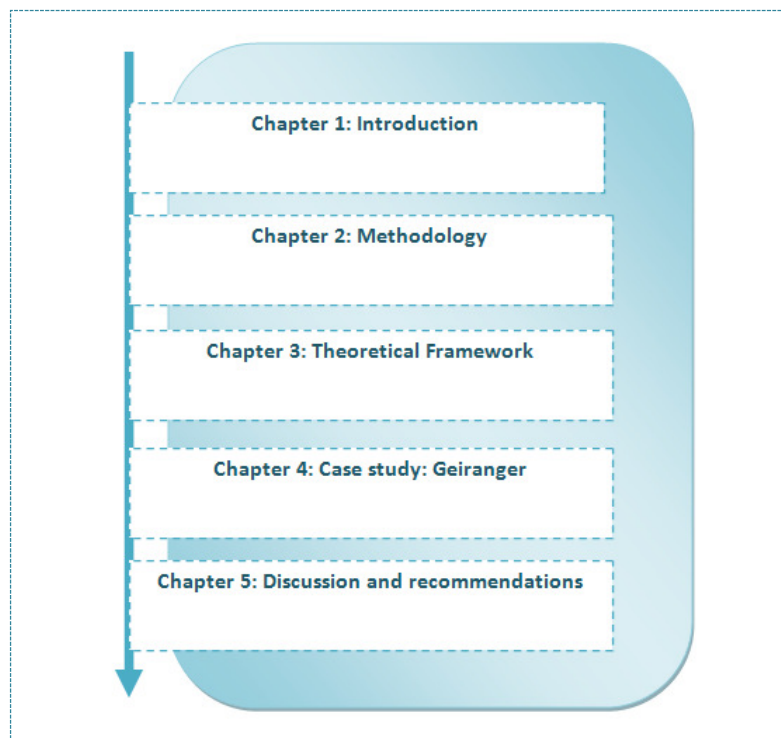 Chapter 1: Introduction
Chapter 2: Methodology
Chapter 3: Theoretical Framework
Chapter 4: Case study: Geiranger
Chapter 5: Discussion and recommendations